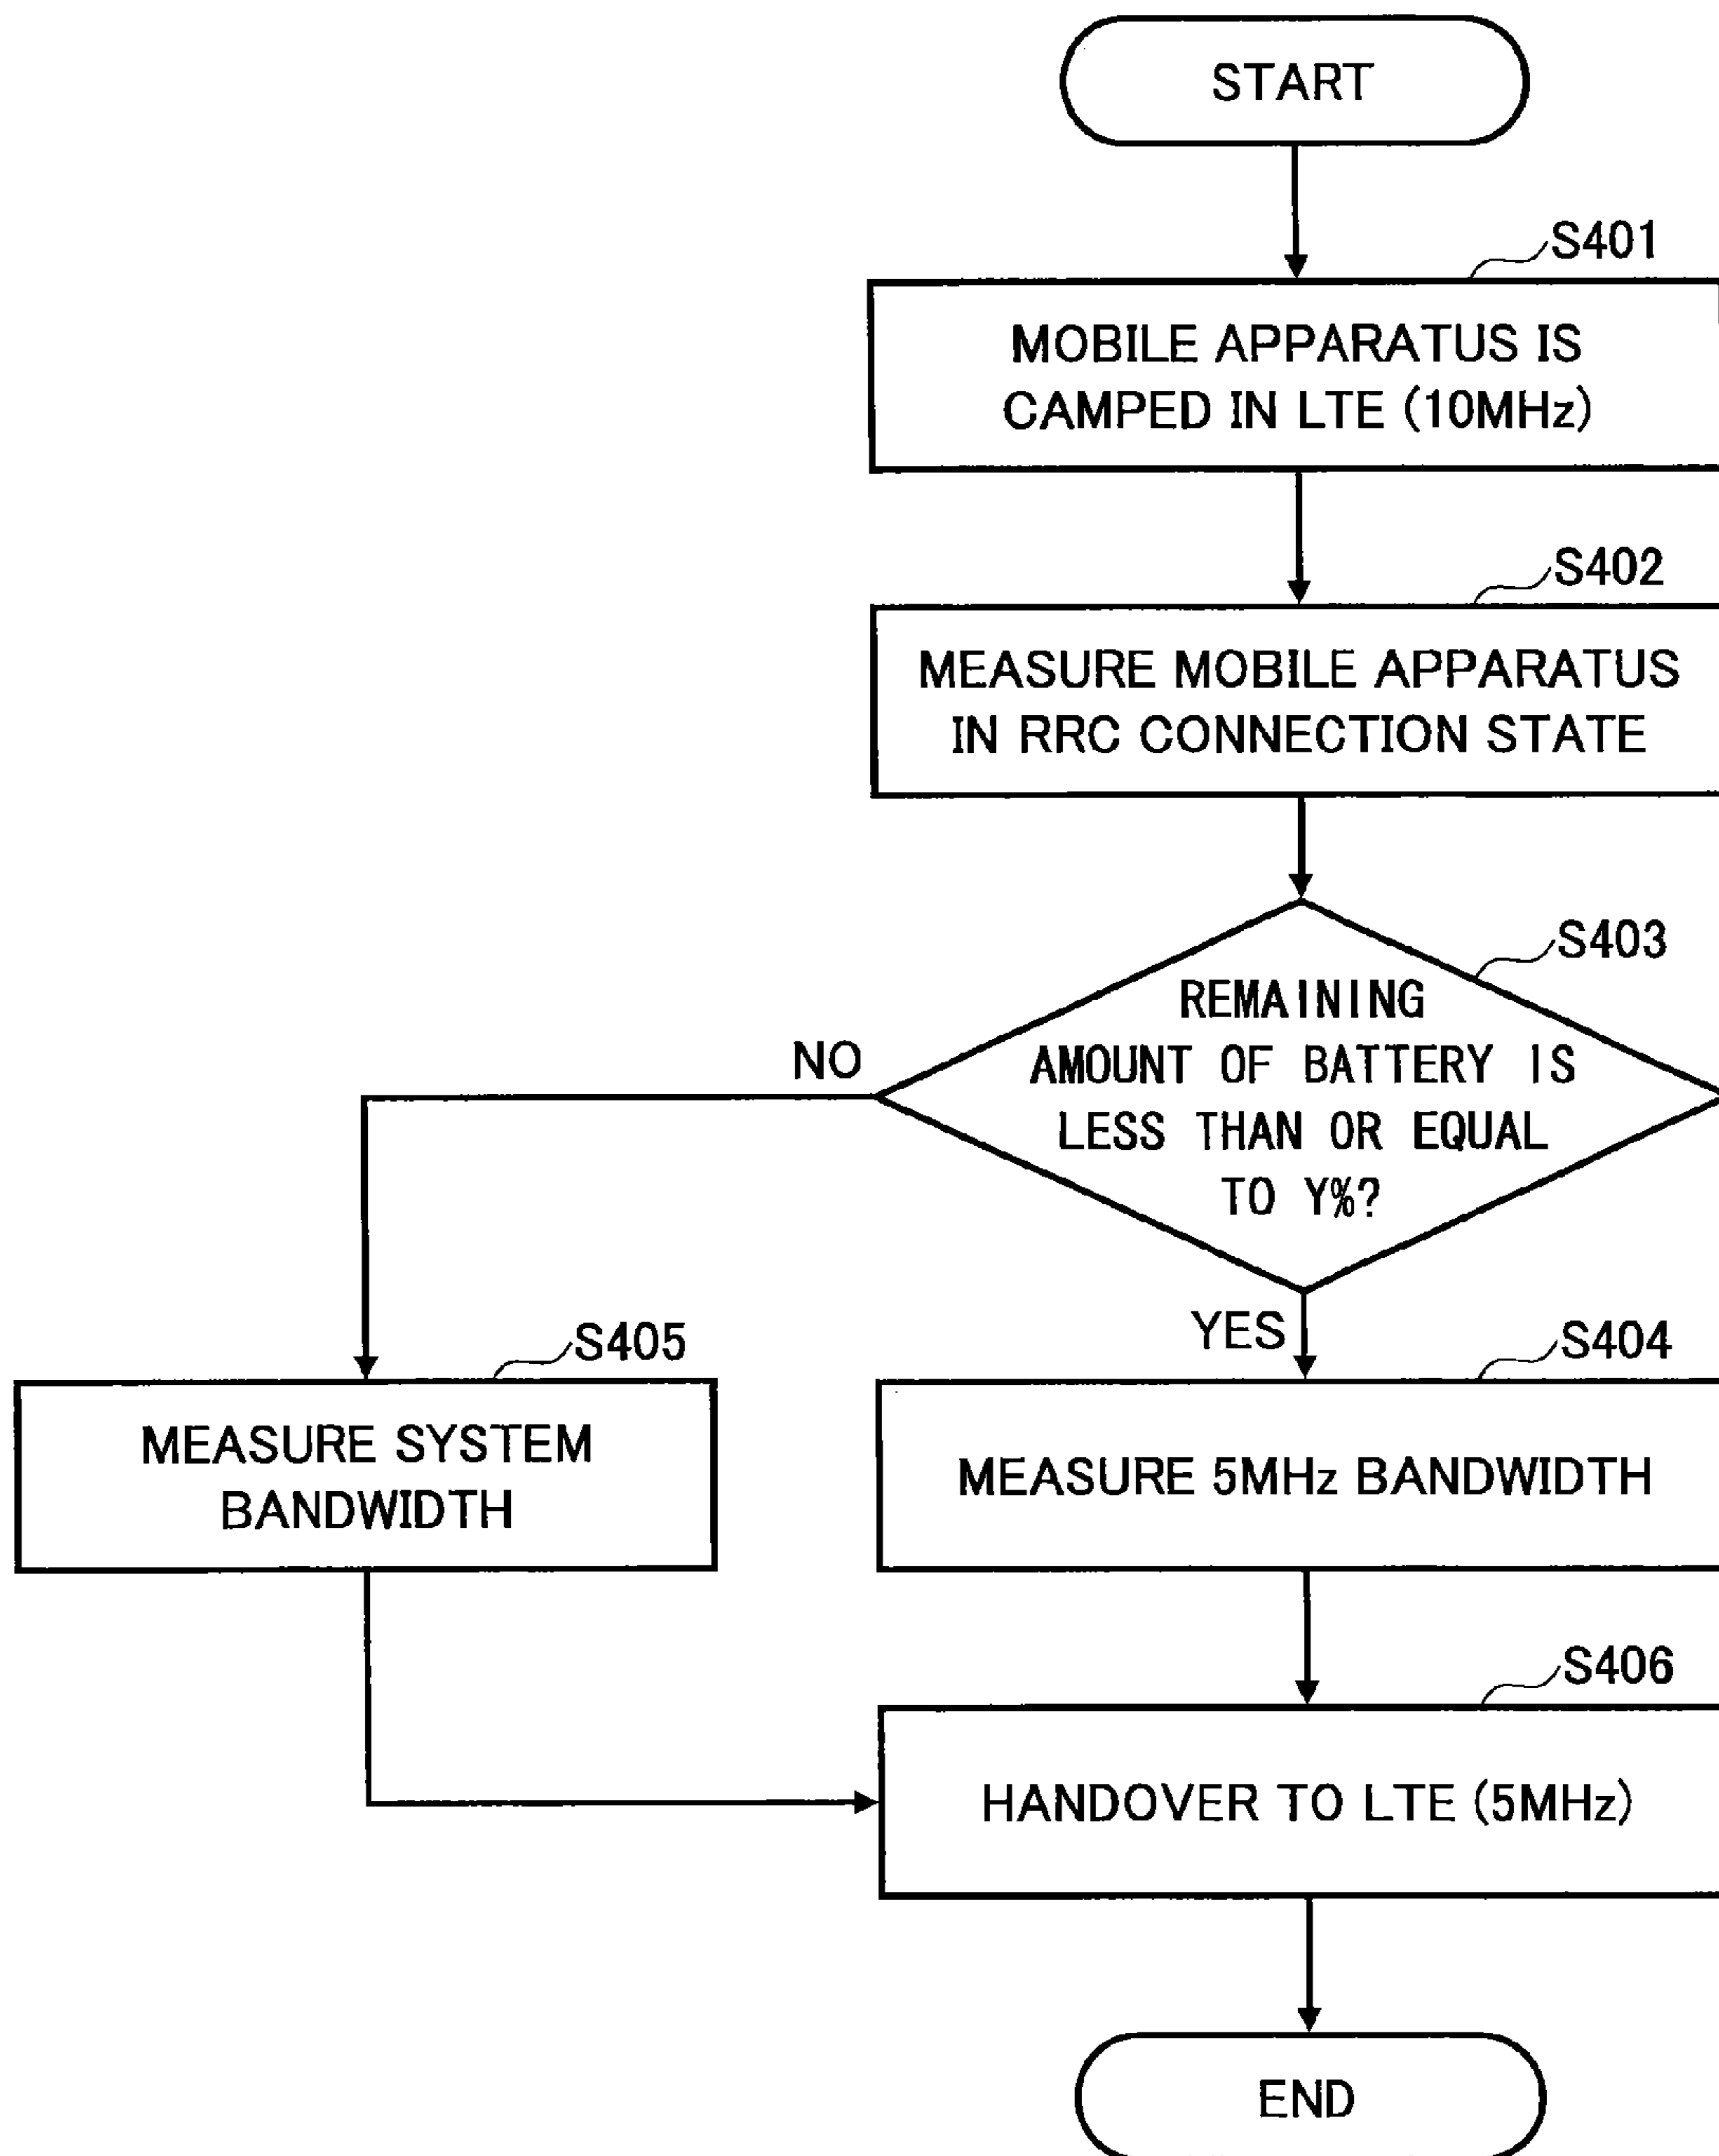 START
S401
MOBILE APPARATUS IS
CAMPED IN LTE (10MHz)
S402
MEASURE MOBILE APPARATUS
IN RRC CONNECTION STATE
S403
REMAINING
AMOUNT OF BATTERY IS
LESS THAN OR EQUAL
TO Y%?
NO
YES
S405
MEASURE SYSTEM
BANDWIDTH
S404
MEASURE 5MHz BANDWIDTH
S406
HANDOVER TO LTE (5MHz)
END